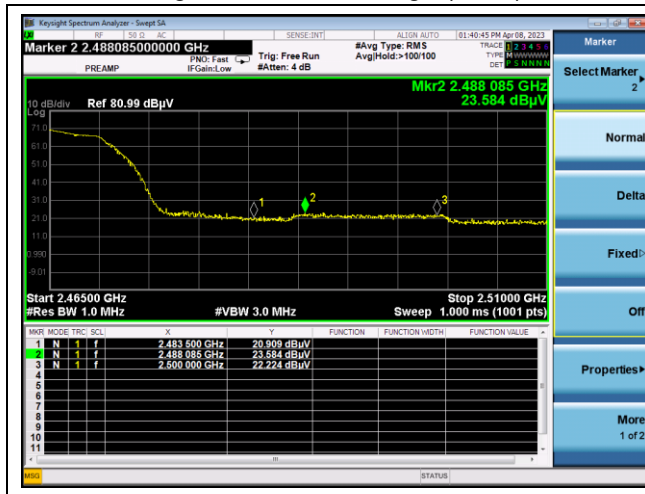 Keysight Spectrum Analyzer - Swept SA
RF 50 Ω AC SENSE:INT ALIGN AUTO 01:40:45 PM Apr 08, 2023
Marker 2 2.488085000000 GHz
PREAMP
PNO: Fast
IFGain:Low
Trig: Free Run
#Atten: 4 dB
#Avg Type: RMS
Avg|Hold:>100/100
TRACE 1 2 3 4 5 6
TYPE M WWWWW
DET P S N N N N
Mkr2 2.488 085 GHz
23.584 dBµV
10 dB/div Ref 80.99 dBµV
Log
71.0
61.0
51.0
41.0
31.0
21.0
11.0
0.990
-9.01
1
2
3
Start 2.46500 GHz Stop 2.51000 GHz
#Res BW 1.0 MHz #VBW 3.0 MHz Sweep 1.000 ms (1001 pts)
MKR MODE TRC SCL X Y FUNCTION FUNCTION WIDTH FUNCTION VALUE
1 N 1 f 2.483 500 GHz 20.909 dBµV
2 N 1 f 2.488 085 GHz 23.584 dBµV
3 N 1 f 2.500 000 GHz 22.224 dBµV
4
5
6
7
8
9
10
11
MSG STATUS
Marker
Select Marker
2
Normal
Delta
Fixed
Off
Properties
More
1 of 2